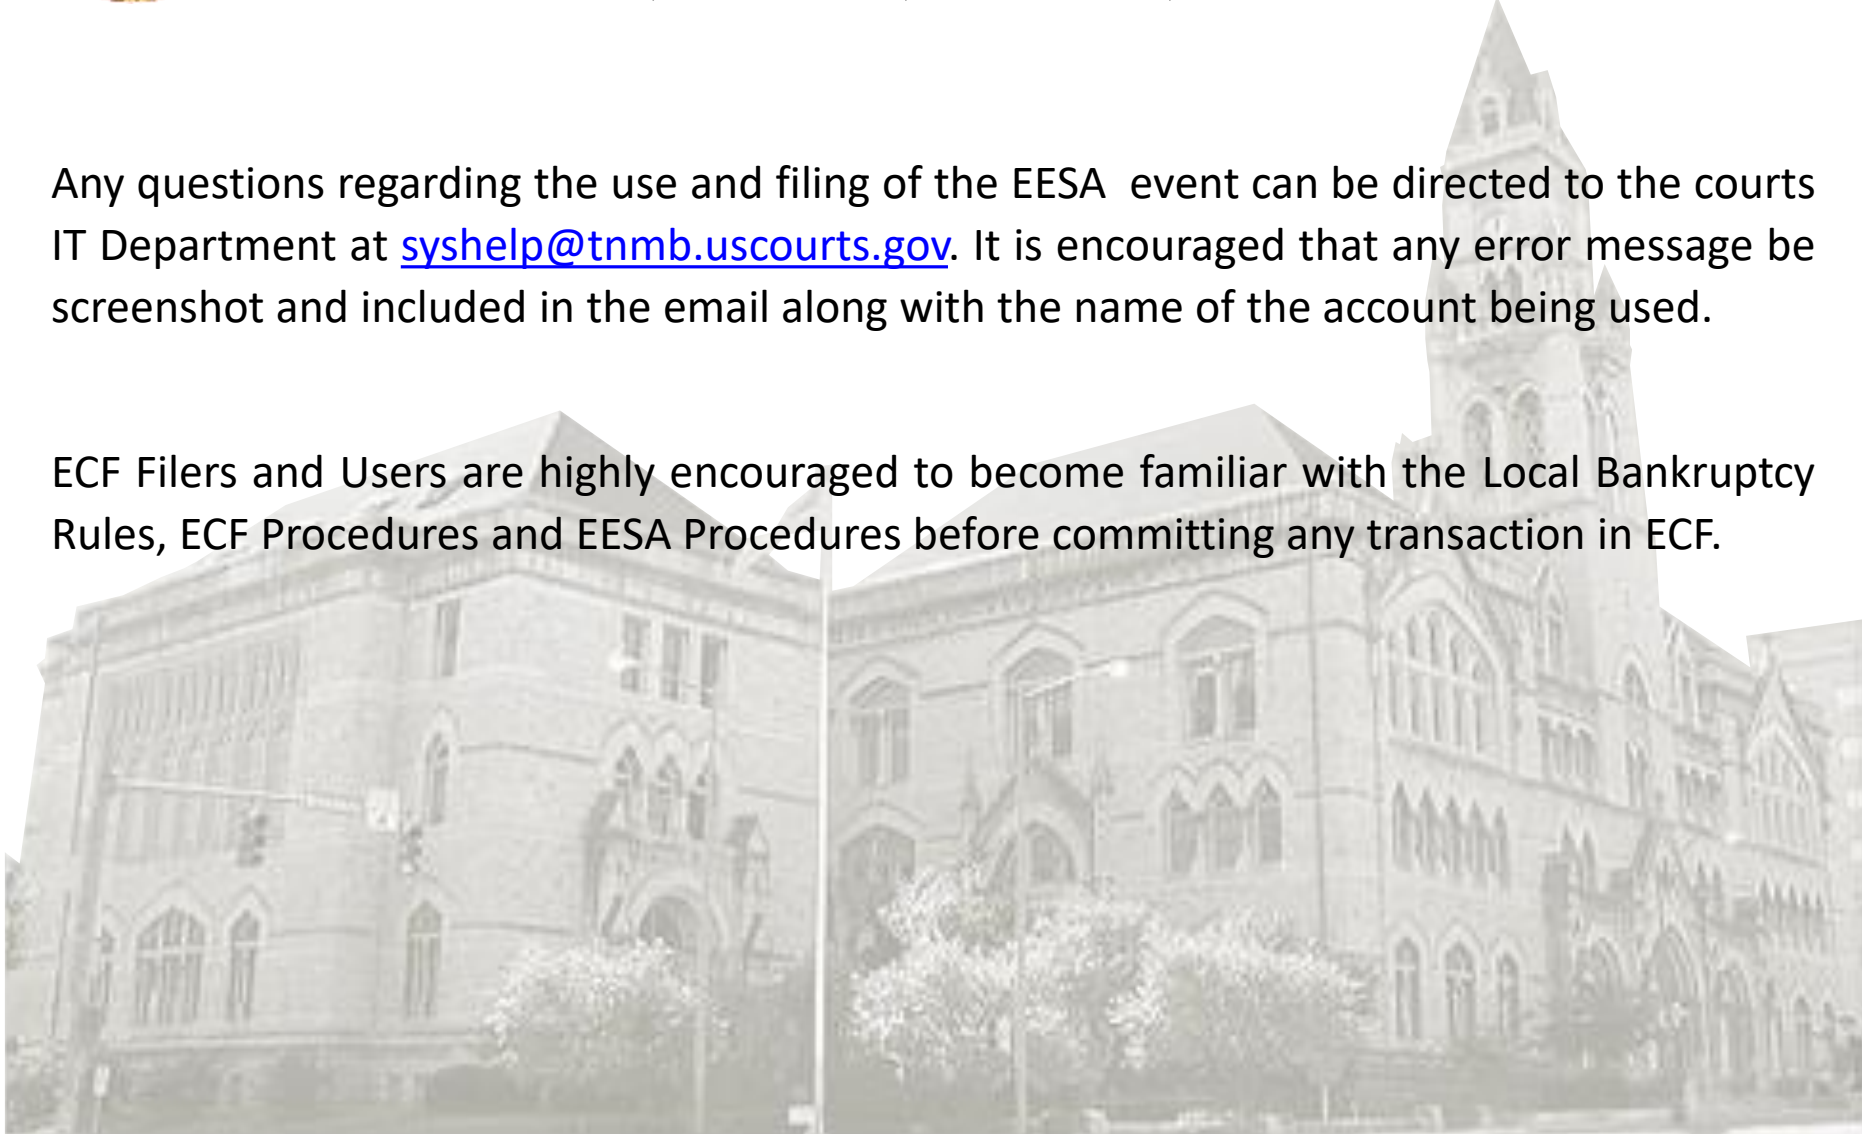 Any questions regarding the use and filing of the EESA  event can be directed to the courts
IT Department at syshelp@tnmb.uscourts.gov. It is encouraged that any error message be
screenshot and included in the email along with the name of the account being used.
ECF Filers and Users are highly encouraged to become familiar with the Local Bankruptcy
Rules, ECF Procedures and EESA Procedures before committing any transaction in ECF.